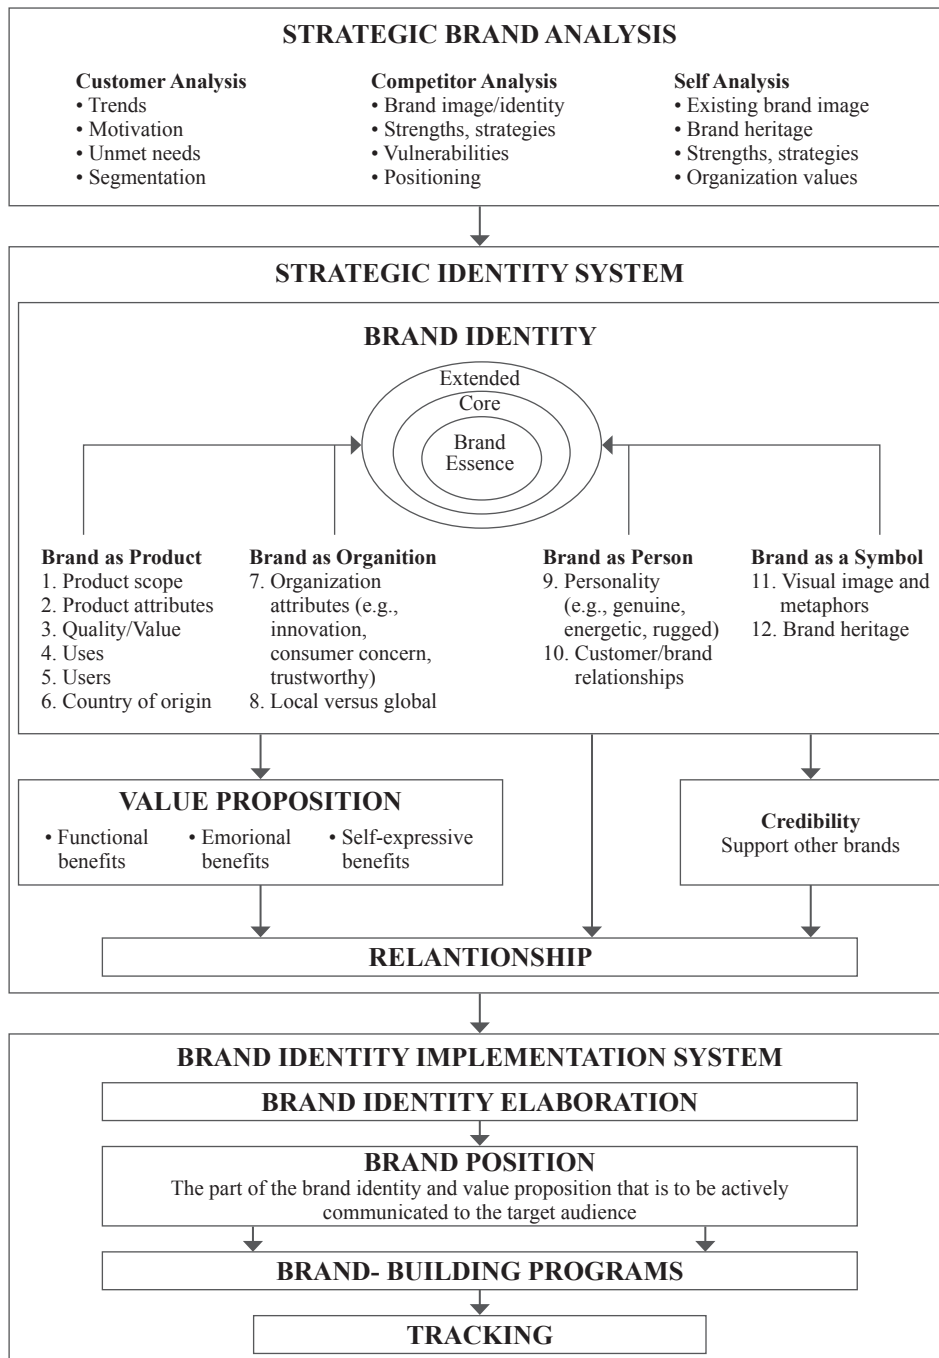 STRATEGIC BRAND ANALYSIS
Customer Analysis
• Trends
• Motivation
• Unmet needs
• Segmentation
Competitor Analysis
• Brand image/identity
• Strengths, strategies
• Vulnerabilities
• Positioning
Self Analysis
• Existing brand image
• Brand heritage
• Strengths, strategies
• Organization values
STRATEGIC IDENTITY SYSTEM
BRAND IDENTITY
Extended
Core
Brand
Essence
Brand as Product
1. Product scope
2. Product attributes
3. Quality/Value
4. Uses
5. Users
6. Country of origin
Brand as Organition
7. Organization
attributes (e.g.,
innovation,
consumer concern,
trustworthy)
8. Local versus global
Brand as Person
9. Personality
(e.g., genuine,
energetic, rugged)
10. Customer/brand
relationships
Brand as a Symbol
11. Visual image and
metaphors
12. Brand heritage
VALUE PROPOSITION
• Functional
benefits
• Emorional
benefits
• Self-expressive
benefits
Credibility
Support other brands
RELANTIONSHIP
BRAND IDENTITY IMPLEMENTATION SYSTEM
BRAND IDENTITY ELABORATION
BRAND POSITION
The part of the brand identity and value proposition that is to be actively
communicated to the target audience
BRAND- BUILDING PROGRAMS
TRACKING